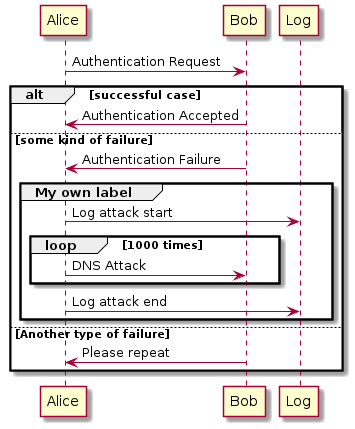 Alice Bob Log
Authentication Request
alt [successful case]
Authentication Accepted
[some kind of failure]
Authentication Failure
My own label
Log attack start
loop [1000 times]
DNS Attack
Log attack end
[Another type of failure]
Please repeat
Alice Bob Log